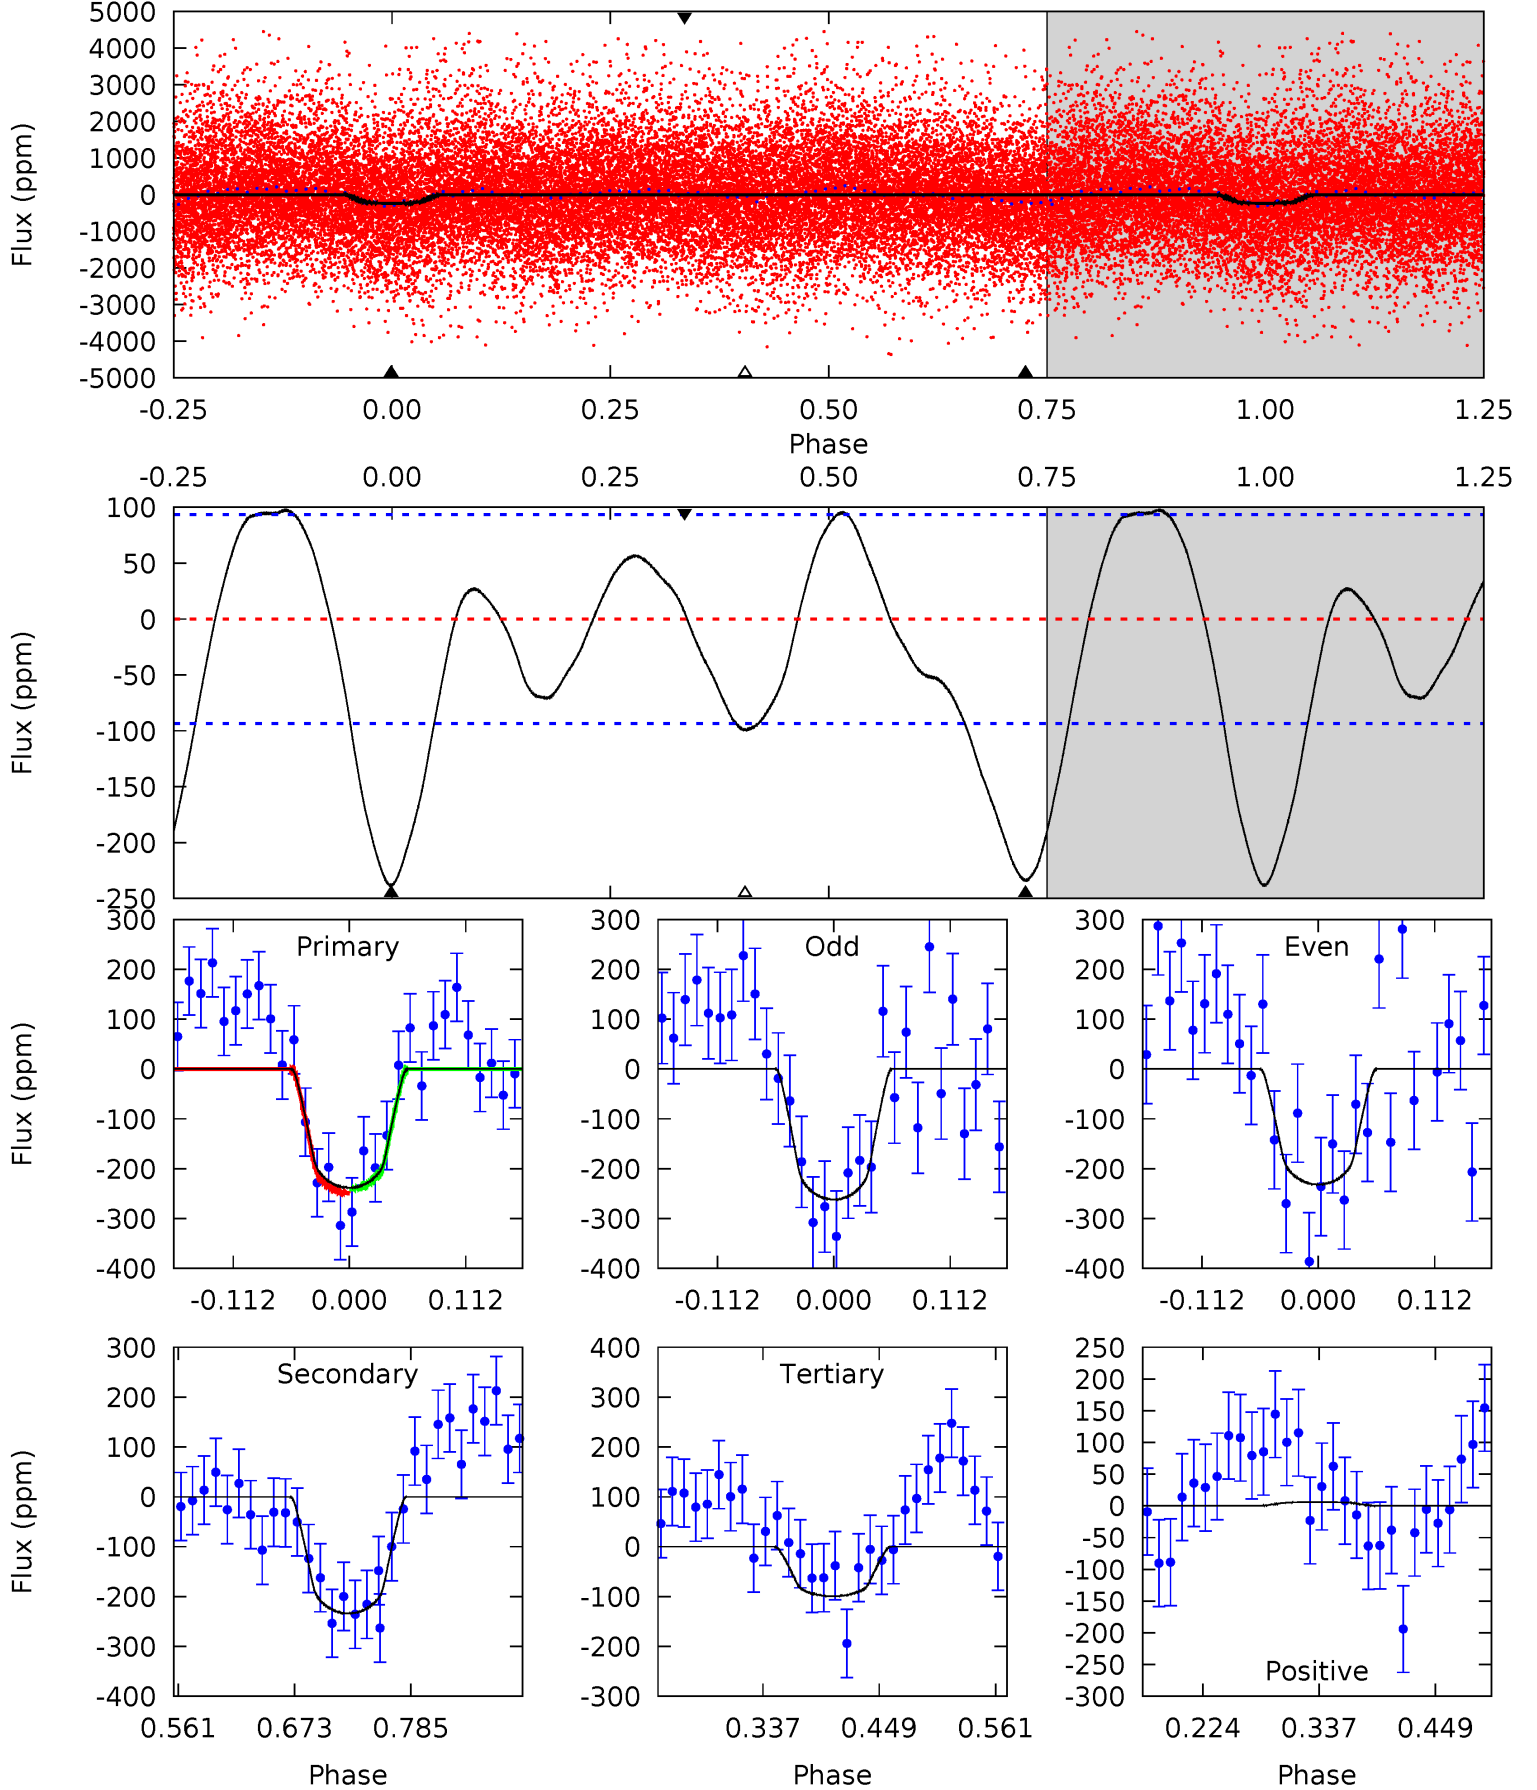 5000
4000
3000
2000
1000
0
-1000
-2000
-3000
-4000
-5000
Flux (ppm)
-0.25 0.00 0.25 0.50 0.75 1.00 1.25
Phase
-0.25 0.00 0.25 0.50 0.75 1.00 1.25
100
50
0
-50
-100
-150
-200
-250
Flux (ppm)
Primary Odd Even
300 300 300
200 200 200
100 100 100
0 0 0
-100 -100 -100
-200 -200 -200
-300 -300 -300
-400 -400 -400
Flux (ppm)
-0.112 0.000 0.112 -0.112 0.000 0.112 -0.112 0.000 0.112
Secondary Tertiary
300 400 250
200 300 200
100 200 150
0 100 100
-100 0 50
-200 -100 0
-300 -200 -50
-400 -300 -100
-150
-200
-250
-300
Positive
Flux (ppm)
0.561 0.673 0.785 0.337 0.449 0.561 0.224 0.337 0.449
Phase Phase Phase